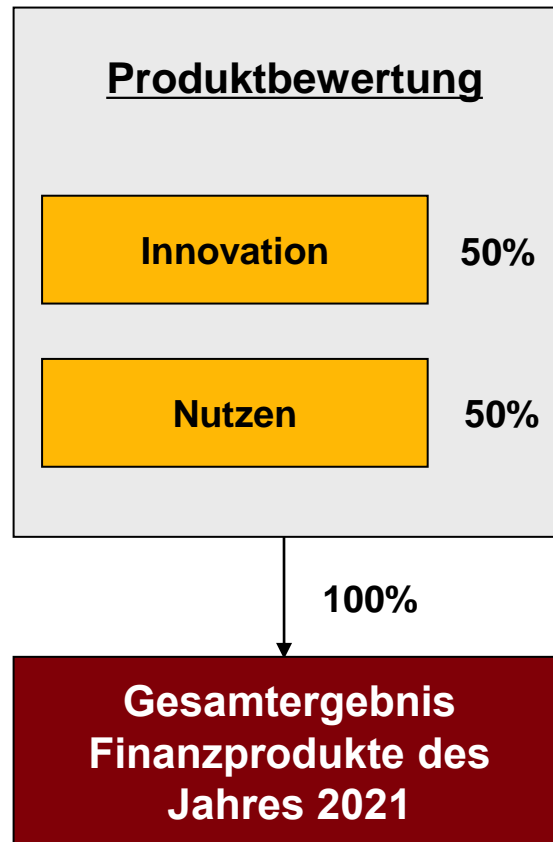 Produktbewertung
Innovation 50%
Nutzen 50%
100%
Gesamtergebnis
Finanzprodukte des
Jahres 2021